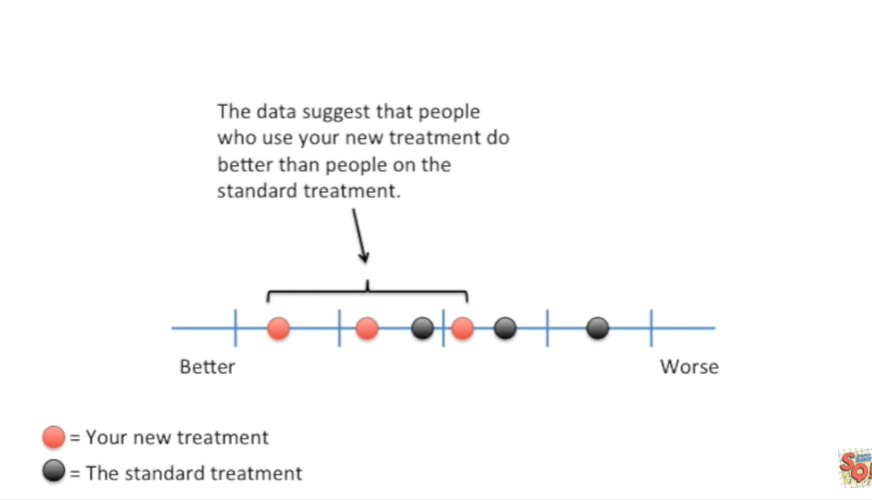 The data suggest that people
who use your new treatment do
better than people on the
standard treatment.
Better
Worse
= Your new treatment
= The standard treatment